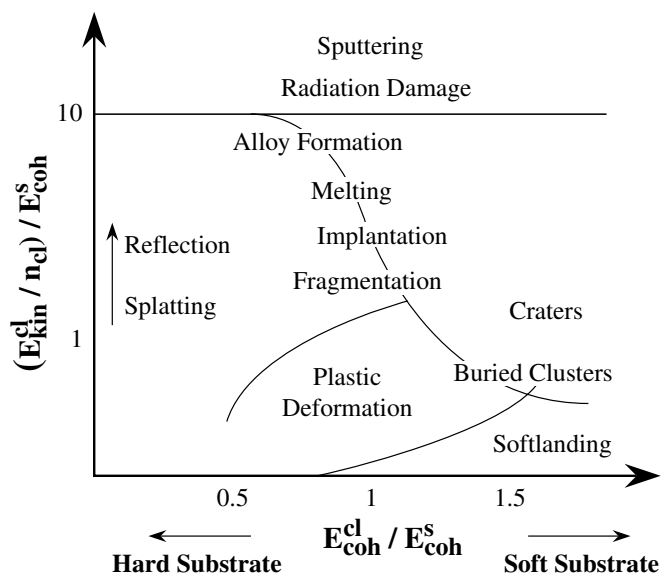 Sputtering
Radiation Damage
10
Alloy Formation
Melting
Implantation
Reflection
Fragmentation
Splatting
Craters
1
Plastic
Deformation
Buried Clusters
Softlanding
(E^cl_kin / n_cl) / E^s_coh
0.5
1
1.5
E^cl_coh / E^s_coh
Hard Substrate
Soft Substrate